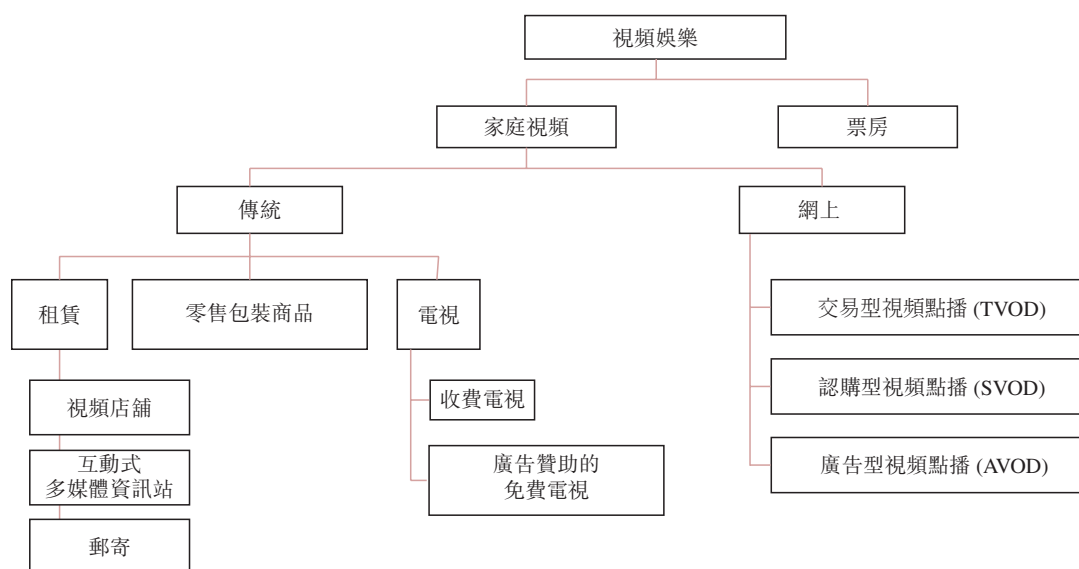 視頻娛樂
家庭視頻
票房
傳統
網上
租賃
零售包裝商品
電視
交易型視頻點播 (TVOD)
視頻店舖
收費電視
認購型視頻點播 (SVOD)
互動式
多媒體資訊站
廣告贊助的
免費電視
廣告型視頻點播 (AVOD)
郵寄